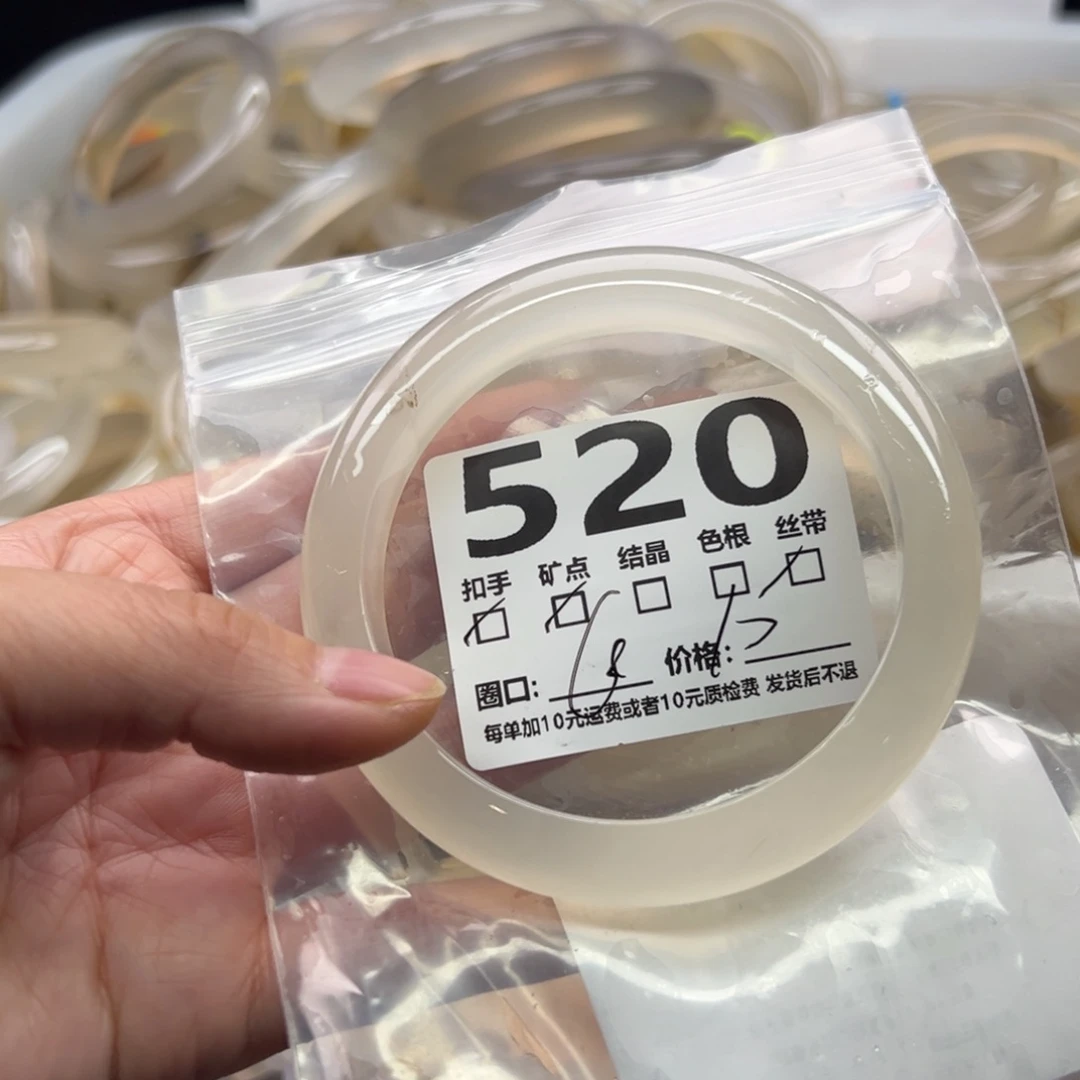 520
扣手 矿点 结晶 色根 丝带
圈口: 价格:
每单加10元运费或者10元质检费 发货后不退